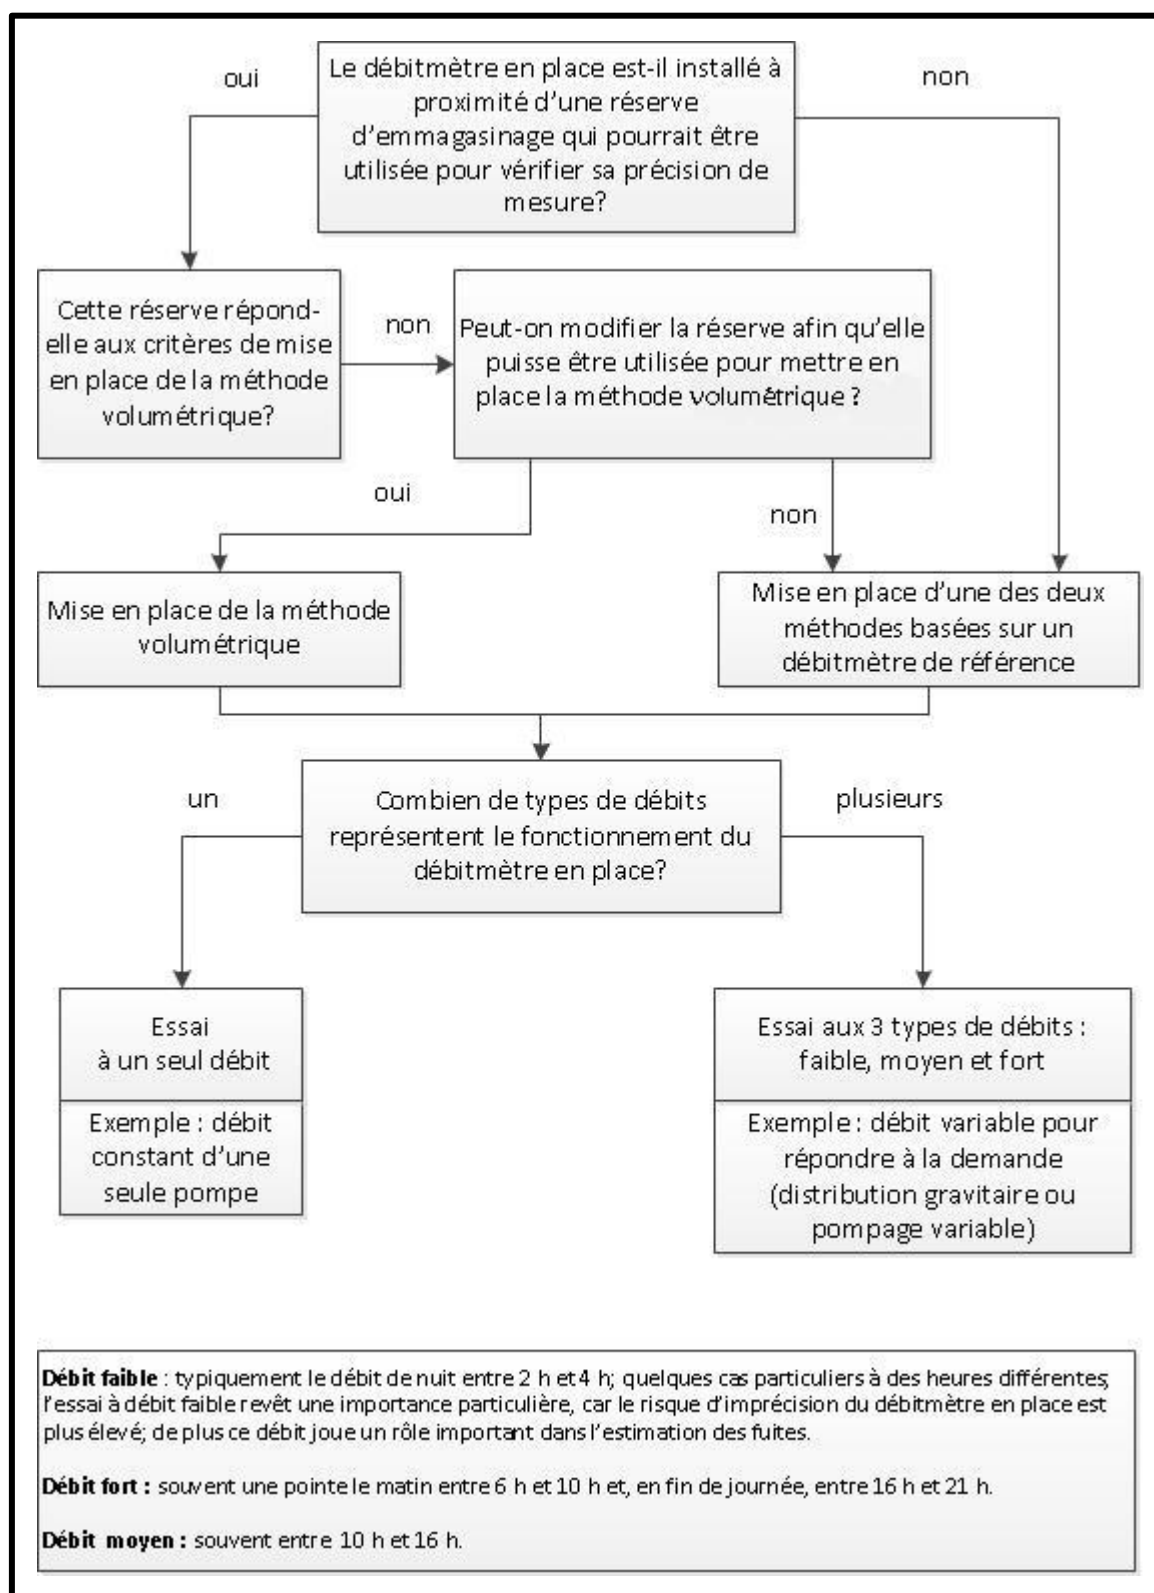 oui
Le débitmètre en place est-il installé à
proximité d'une réserve
d'emmagasinage qui pourrait être
utilisée pour vérifier sa précision de
mesure?
non
Cette réserve répond-
elle aux critères de mise
en place de la méthode
volumétrique?
non
Peut-on modifier la réserve afin qu'elle
puisse être utilisée pour mettre en
place la méthode volumétrique ?
oui
non
Mise en place de la méthode
volumétrique
Mise en place d'une des deux
méthodes basées sur un
débitmètre de référence
un
Combien de types de débits
représentent le fonctionnement du
débitmètre en place?
plusieurs
Essai
à un seul débit
Exemple : débit
constant d'une
seule pompe
Essai aux 3 types de débits :
faible, moyen et fort
Exemple : débit variable pour
répondre à la demande
(distribution gravitaire ou
pompage variable)
Débit faible : typiquement le débit de nuit entre 2 h et 4 h; quelques cas particuliers à des heures différentes;
l'essai à débit faible revêt une importance particulière, car le risque d'imprécision du débitmètre en place est
plus élevé; de plus ce débit joue un rôle important dans l'estimation des fuites.
Débit fort : souvent une pointe le matin entre 6 h et 10 h et, en fin de journée, entre 16 h et 21 h.
Débit moyen : souvent entre 10 h et 16 h.